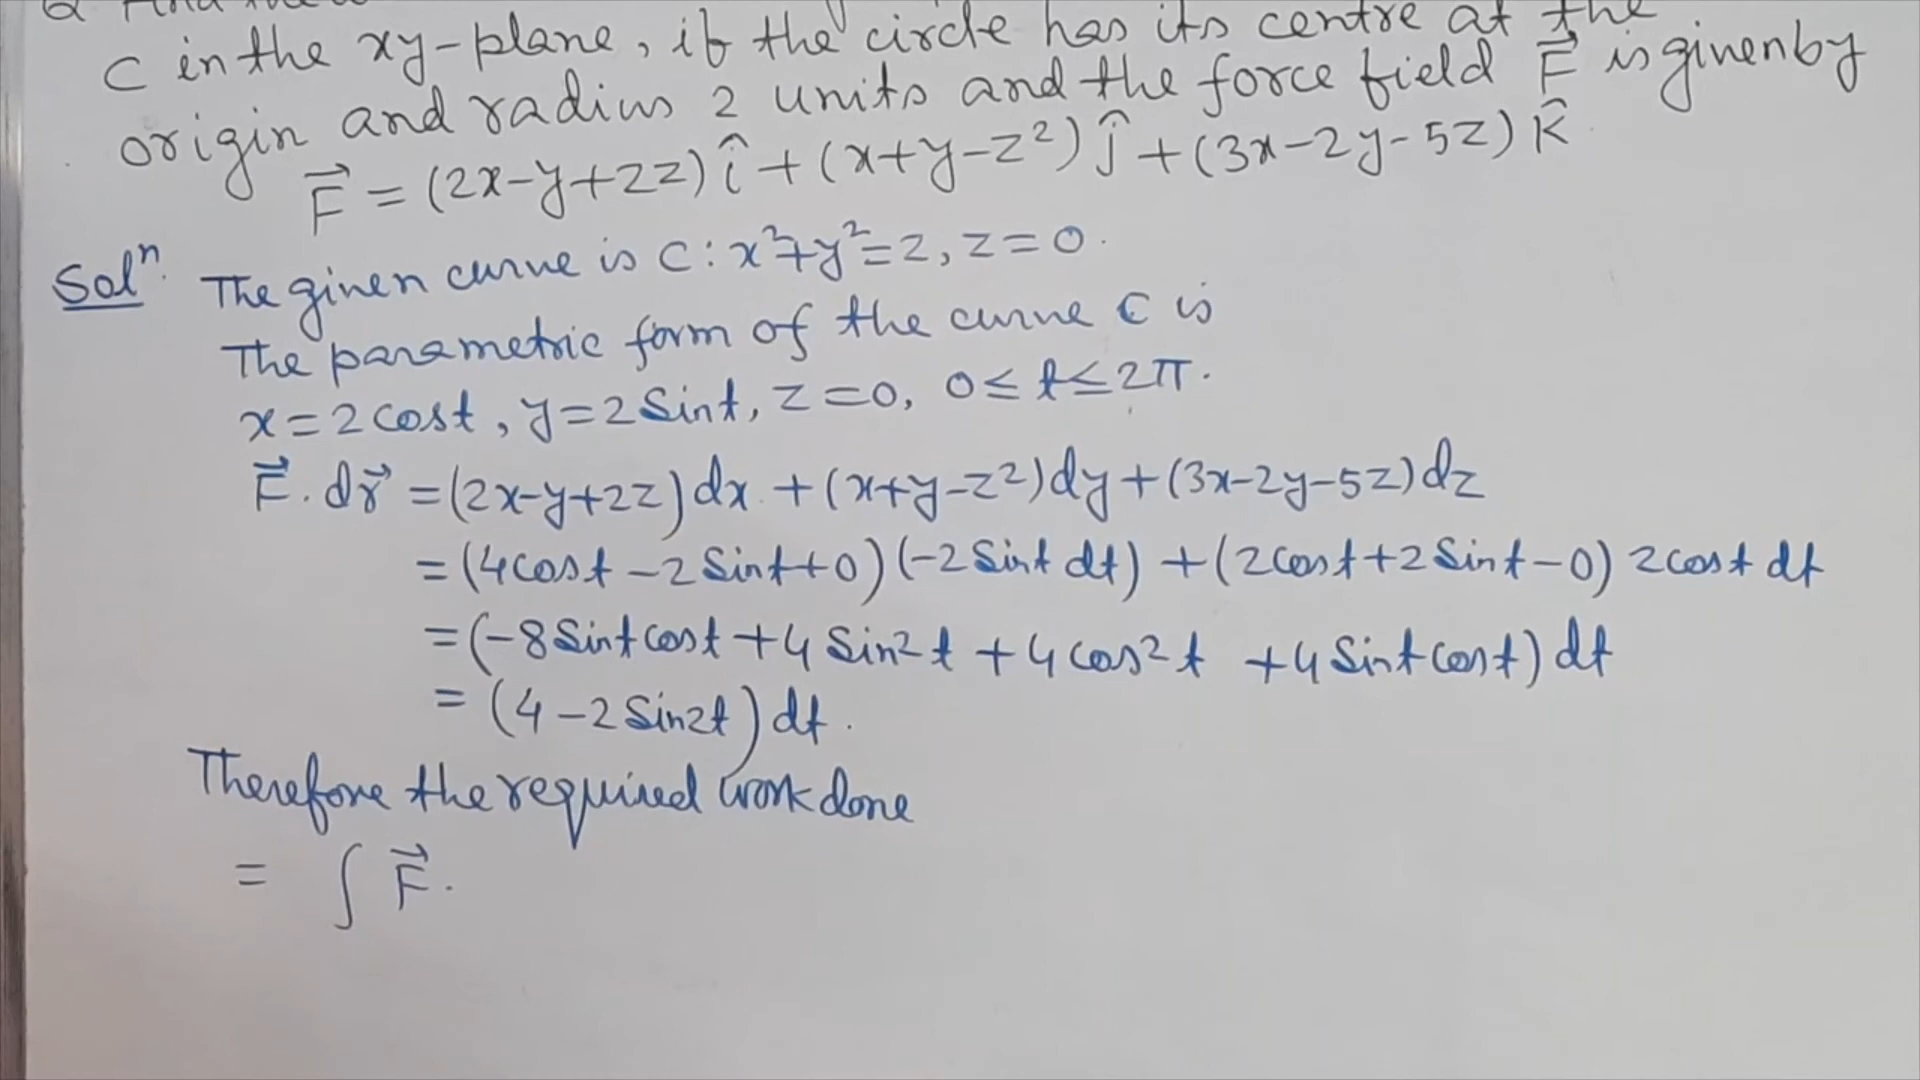 C in the xy-plane, if the circle has its centre at the
origin and radius 2 units and the force field F⃗ is given by
F⃗ = (2x-y+2z) î + (x+y-z²) ĵ + (3x-2y-5z) k̂
Solⁿ. The given curve is C: x²+y²=2, z=0.
The parametric form of the curve C is
x=2cost, y=2Sint, z=0, 0≤t≤2π.
F⃗.dr⃗ = (2x-y+2z)dx + (x+y-z²)dy + (3x-2y-5z)dz
= (4cost-2Sint+0)(-2Sint dt) + (2cost+2Sint-0) 2cost dt
= (-8Sint cost + 4Sin²t + 4cos²t + 4Sint cost) dt
= (4-2Sin2t) dt.
Therefore the required work done
= ∫ F⃗.